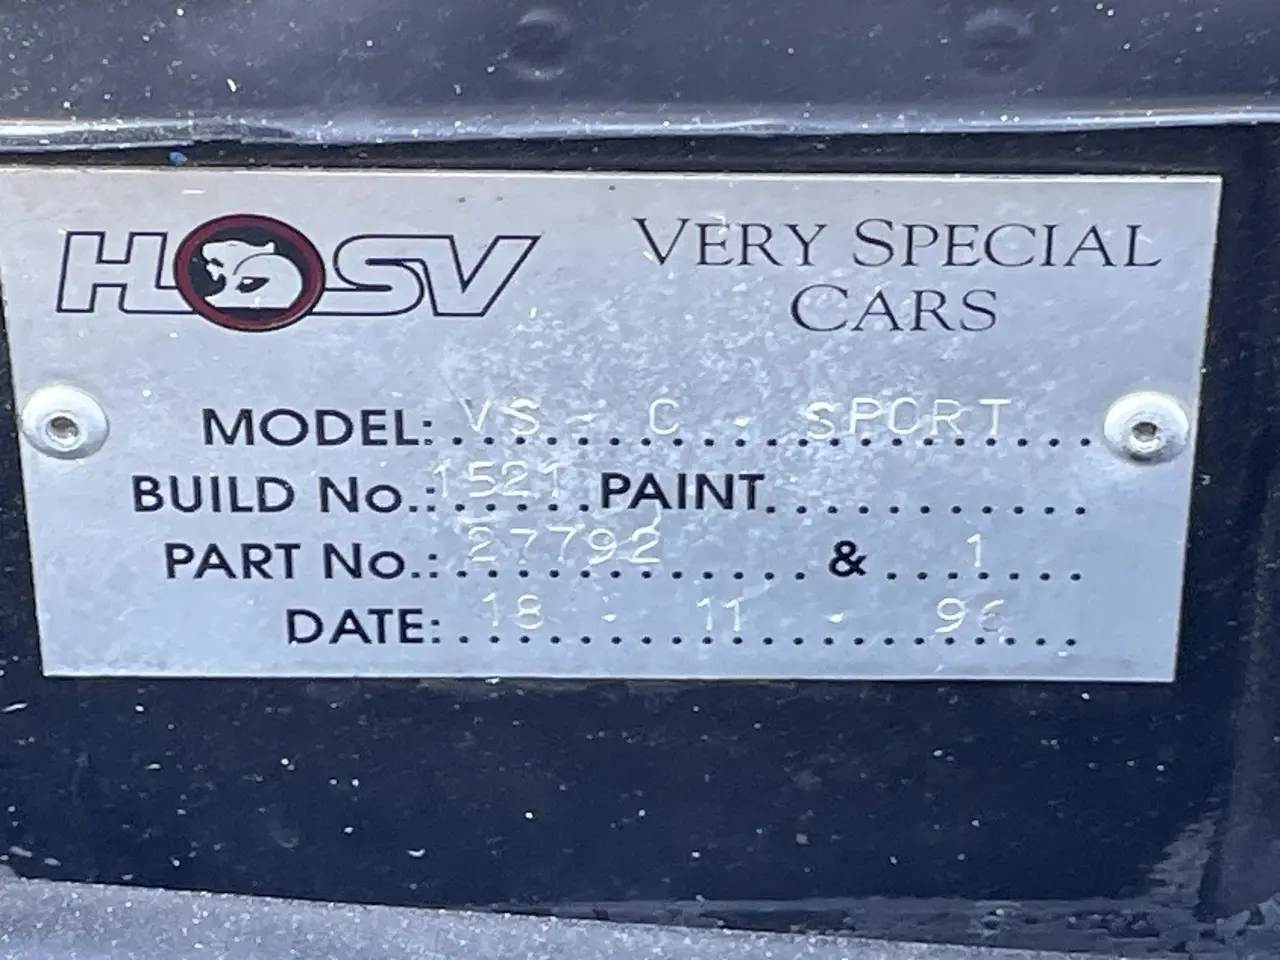 HSV VERY SPECIAL
CARS
MODEL: VS - C - SPORT
BUILD No.: 1521 PAINT
PART No.: 27792 & 1
DATE: 18 - 11 - 96